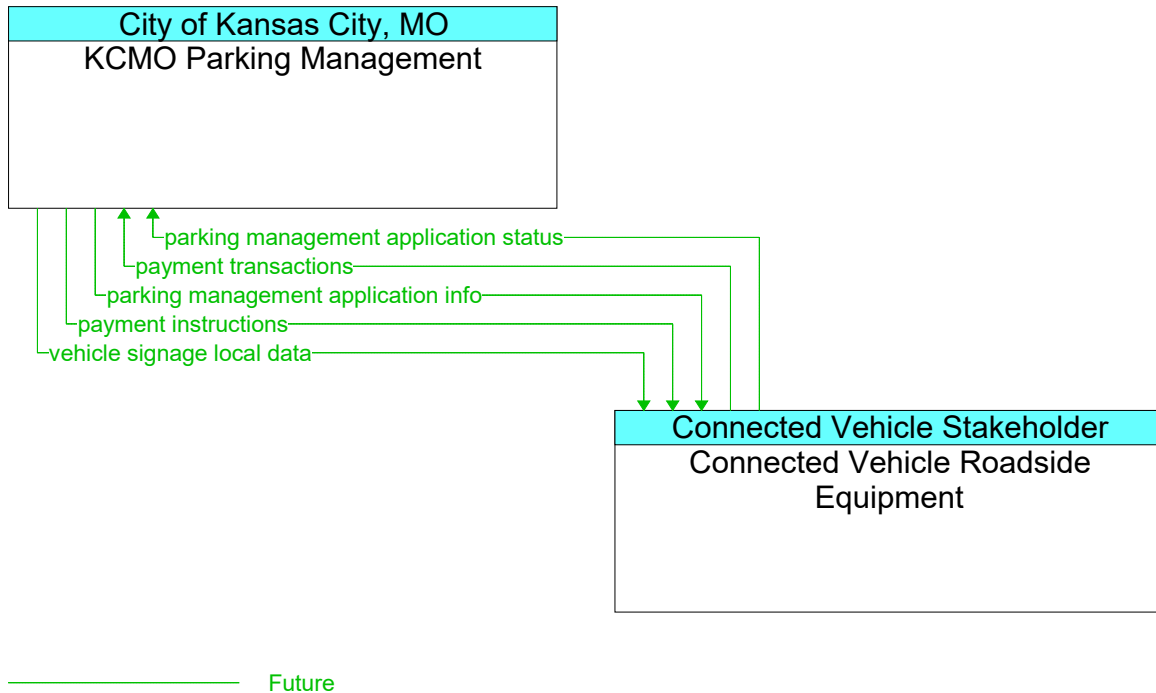 City of Kansas City, MO
KCMO Parking Management
parking management application status
payment transactions
parking management application info
payment instructions
vehicle signage local data
Connected Vehicle Stakeholder
Connected Vehicle Roadside
Equipment
Future